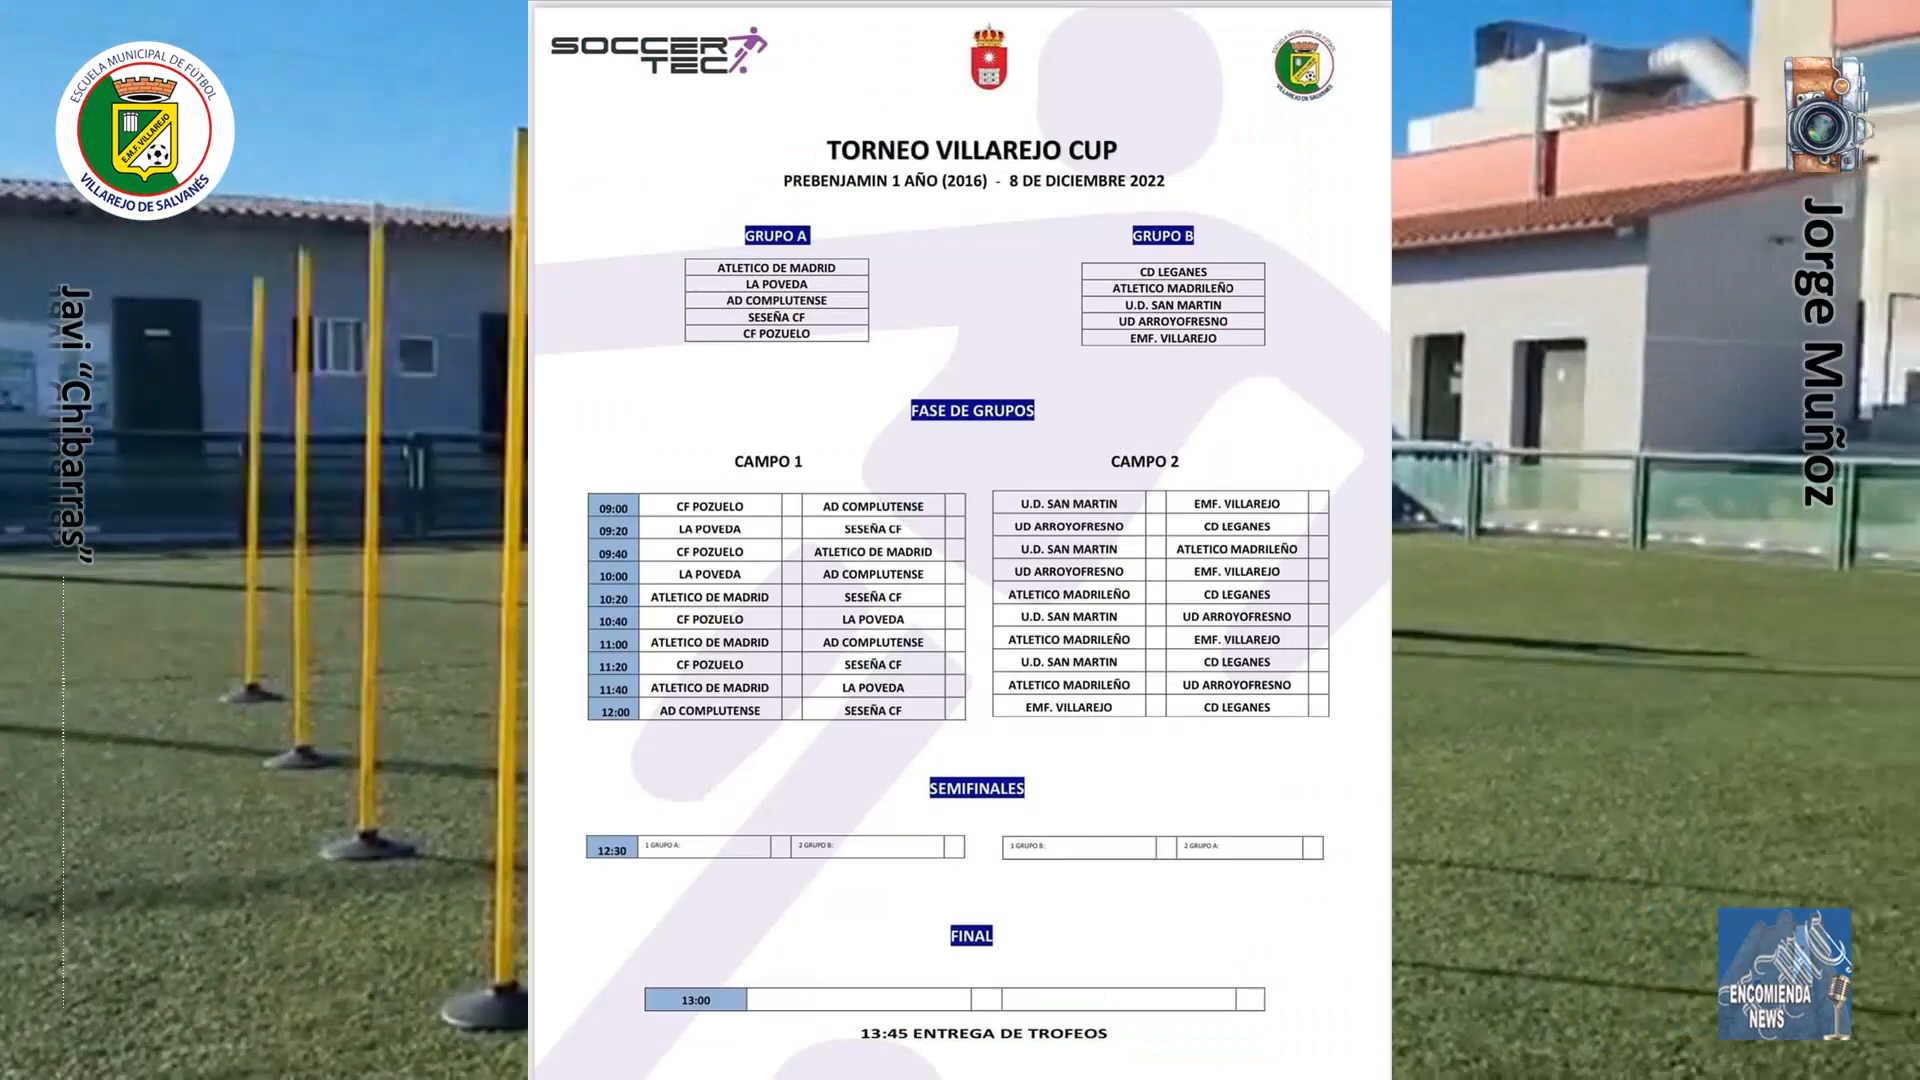 ESCUELA MUNICIPAL DE FÚTBOL
E.M.F. VILLAREJO
VILLAREJO DE SALVANÉS
Javi “Chibarras”
SOCCER
TEC
ESCUELA MUNICIPAL DE FÚTBOL
VILLAREJO DE SALVANÉS
TORNEO VILLAREJO CUP
PREBENJAMIN 1 AÑO (2016) - 8 DE DICIEMBRE 2022
GRUPO A
ATLETICO DE MADRID
LA POVEDA
AD COMPLUTENSE
SESEÑA CF
CF POZUELO
GRUPO B
CD LEGANES
ATLETICO MADRILEÑO
U.D. SAN MARTIN
UD ARROYOFRESNO
EMF. VILLAREJO
FASE DE GRUPOS
CAMPO 1
09:00 CF POZUELO AD COMPLUTENSE
09:20 LA POVEDA SESEÑA CF
09:40 CF POZUELO ATLETICO DE MADRID
10:00 LA POVEDA AD COMPLUTENSE
10:20 ATLETICO DE MADRID SESEÑA CF
10:40 CF POZUELO LA POVEDA
11:00 ATLETICO DE MADRID AD COMPLUTENSE
11:20 CF POZUELO SESEÑA CF
11:40 ATLETICO DE MADRID LA POVEDA
12:00 AD COMPLUTENSE SESEÑA CF
CAMPO 2
U.D. SAN MARTIN EMF. VILLAREJO
UD ARROYOFRESNO CD LEGANES
U.D. SAN MARTIN ATLETICO MADRILEÑO
UD ARROYOFRESNO EMF. VILLAREJO
ATLETICO MADRILEÑO CD LEGANES
U.D. SAN MARTIN UD ARROYOFRESNO
ATLETICO MADRILEÑO EMF. VILLAREJO
U.D. SAN MARTIN CD LEGANES
ATLETICO MADRILEÑO UD ARROYOFRESNO
EMF. VILLAREJO CD LEGANES
SEMIFINALES
12:30 1 GRUPO A: 2 GRUPO B: 1 GRUPO B: 2 GRUPO A:
FINAL
13:00
13:45 ENTREGA DE TROFEOS
Jorge Muñoz
ENCOMIENDA
NEWS